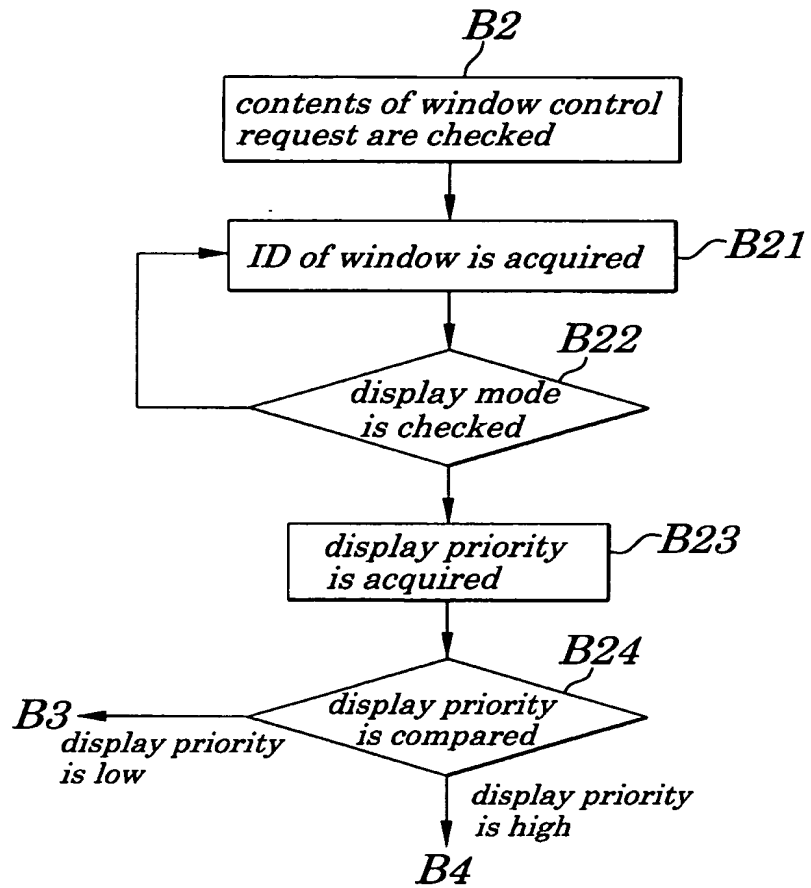 B2
contents of window control
request are checked
ID of window is acquired
B21
B22
display mode
is checked
display priority
is acquired
B23
B24
display priority
is compared
B3
display priority
is low
display priority
is high
B4